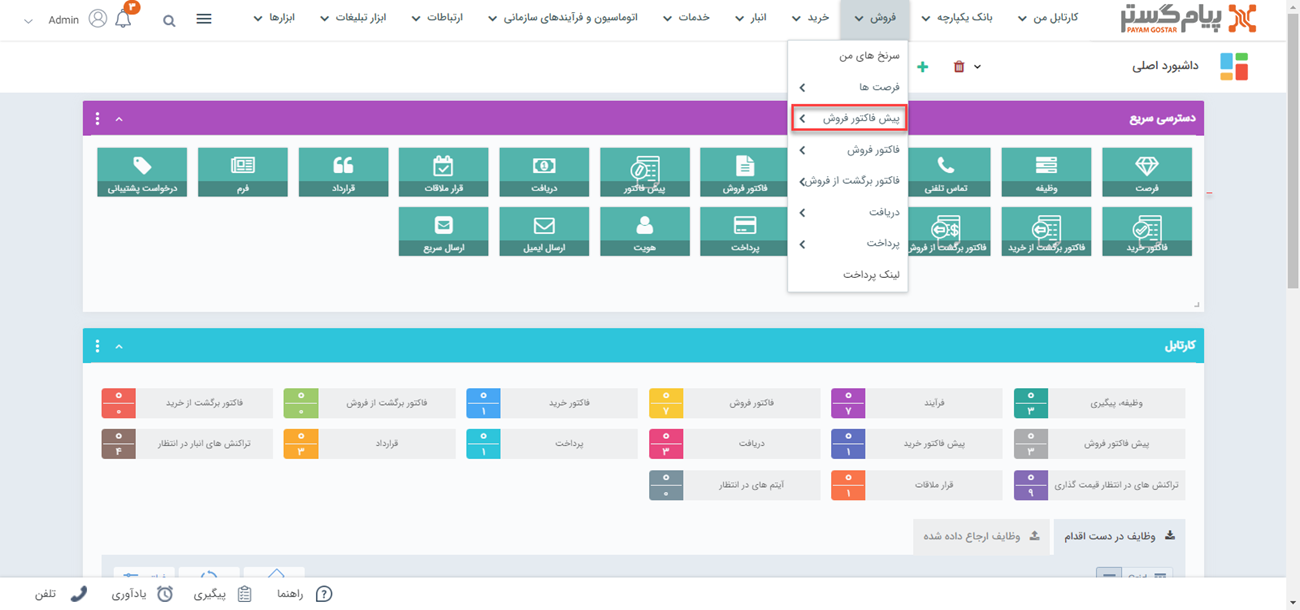 پیام گستر
PAYAM GOSTAR
کارتابل من
بانک یکپارچه
فروش
خرید
انبار
خدمات
ارتباطات
اتوماسیون و فرآیندهای سازمانی
ابزار تبلیغات
ابزارها
۳
Admin
داشبورد اصلی
سرنخ های من
فرصت ها
پیش فاکتور فروش
فاکتور فروش
فاکتور برگشت از فروش
دریافت
پرداخت
لینک پرداخت
دسترسی سریع
فرصت
وظیفه
تماس تلفنی
فاکتور فروش
پیش فاکتور
دریافت
قرار ملاقات
قرارداد
فرم
درخواست پشتیبانی
فاکتور خرید
فاکتور برگشت از خرید
فاکتور برگشت از فروش
پرداخت
هویت
ارسال ایمیل
ارسال سریع
کارتابل
وظیفه، پیگیری ۰ ۳
فرآیند ۰ ۷
فاکتور فروش ۰ ۷
فاکتور خرید ۰ ۱
فاکتور برگشت از فروش ۰ ۰
فاکتور برگشت از خرید ۰ ۰
پیش فاکتور فروش ۰ ۳
پیش فاکتور خرید ۰ ۱
دریافت ۰ ۳
پرداخت ۰ ۱
قرارداد ۰ ۳
تراکنش های انبار در انتظار ۰ ۴
تراکنش های در انتظار قیمت گذاری ۰ ۹
قرار ملاقات ۰ ۱
آیتم های در انتظار ۰ ۰
وظایف در دست اقدام
وظایف ارجاع داده شده
Grid
راهنما
پیگیری
یادآوری
تلفن